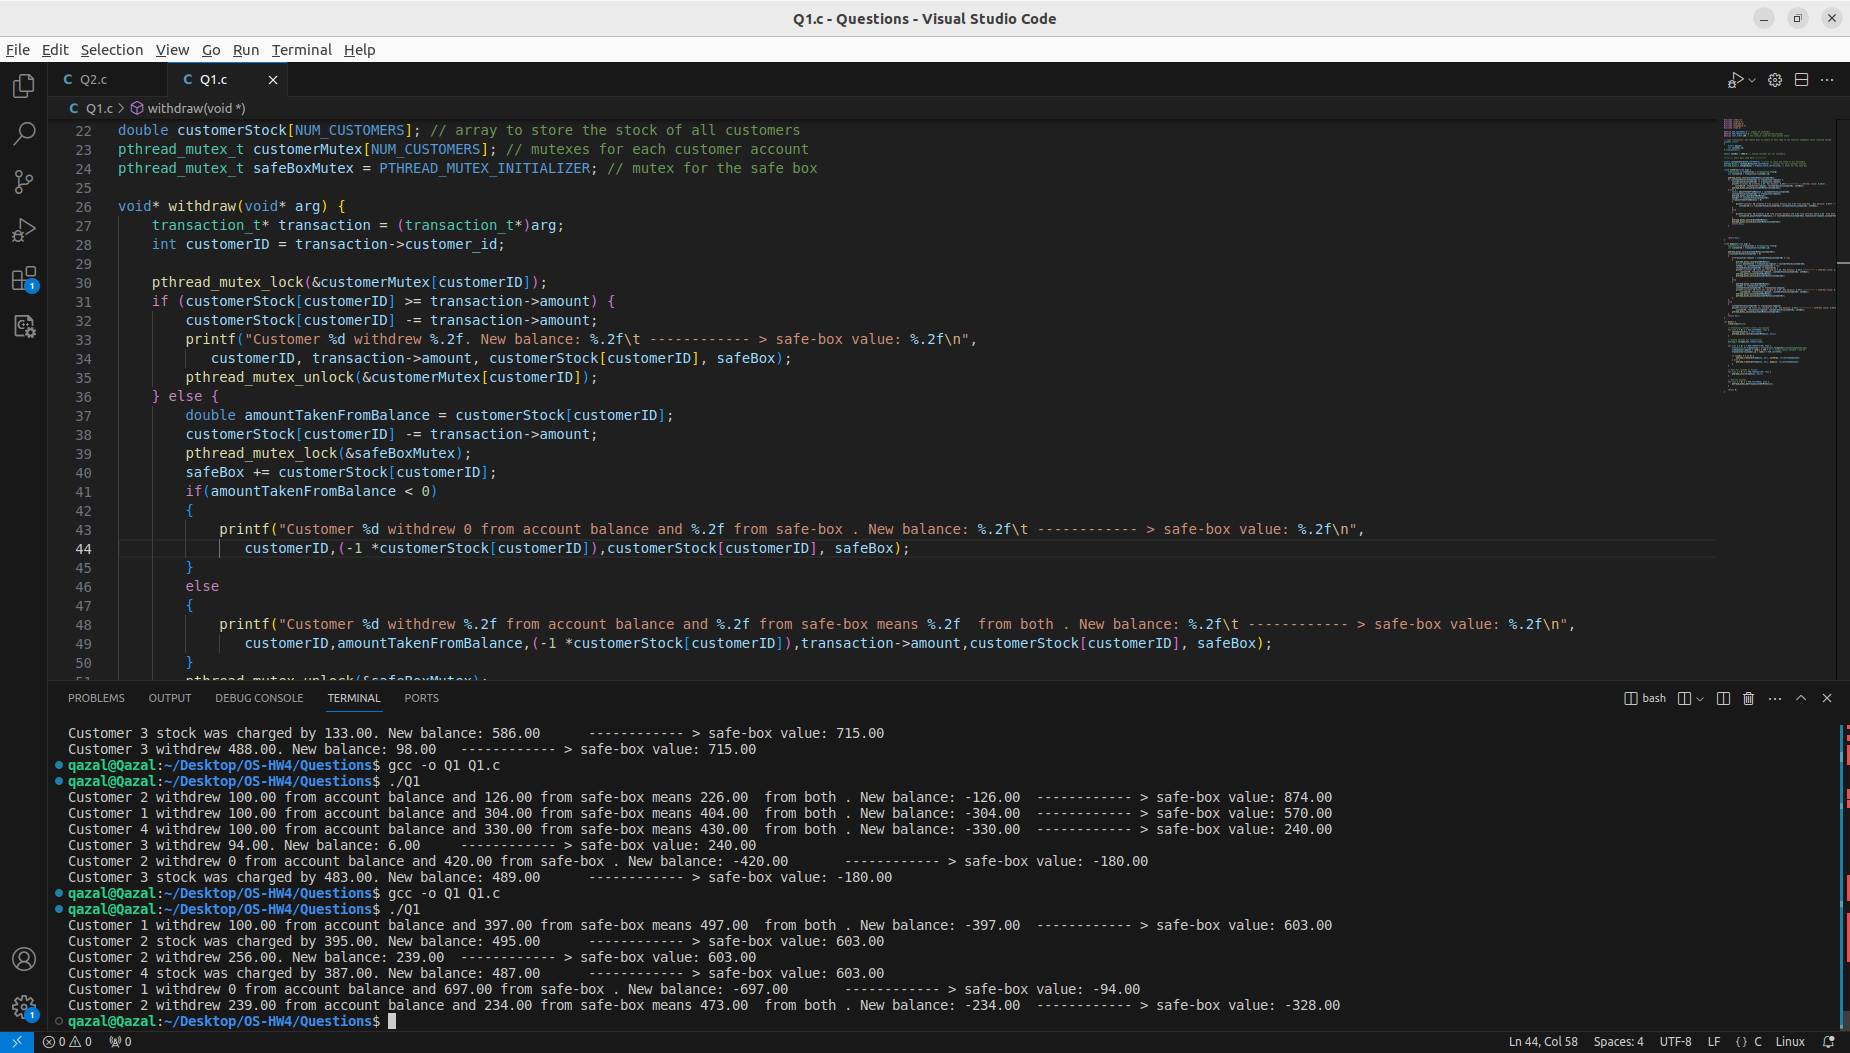 Q1.c - Questions - Visual Studio Code
File Edit Selection View Go Run Terminal Help
C Q2.c C Q1.c
C Q1.c > withdraw(void *)
22 double customerStock[NUM_CUSTOMERS]; // array to store the stock of all customers
23 pthread_mutex_t customerMutex[NUM_CUSTOMERS]; // mutexes for each customer account
24 pthread_mutex_t safeBoxMutex = PTHREAD_MUTEX_INITIALIZER; // mutex for the safe box
25
26 void* withdraw(void* arg) {
27 transaction_t* transaction = (transaction_t*)arg;
28 int customerID = transaction->customer_id;
29
30 pthread_mutex_lock(&customerMutex[customerID]);
31 if (customerStock[customerID] >= transaction->amount) {
32 customerStock[customerID] -= transaction->amount;
33 printf("Customer %d withdrew %.2f. New balance: %.2f\t ------------ > safe-box value: %.2f\n",
34 customerID, transaction->amount, customerStock[customerID], safeBox);
35 pthread_mutex_unlock(&customerMutex[customerID]);
36 } else {
37 double amountTakenFromBalance = customerStock[customerID];
38 customerStock[customerID] -= transaction->amount;
39 pthread_mutex_lock(&safeBoxMutex);
40 safeBox += customerStock[customerID];
41 if(amountTakenFromBalance < 0)
42 {
43 printf("Customer %d withdrew 0 from account balance and %.2f from safe-box . New balance: %.2f\t ------------ > safe-box value: %.2f\n",
44 customerID,(-1 *customerStock[customerID]),customerStock[customerID], safeBox);
45 }
46 else
47 {
48 printf("Customer %d withdrew %.2f from account balance and %.2f from safe-box means %.2f  from both . New balance: %.2f\t ------------ > safe-box value: %.2f\n",
49 customerID,amountTakenFromBalance,(-1 *customerStock[customerID]),transaction->amount,customerStock[customerID], safeBox);
50 }
51 pthread_mutex_unlock(&safeBoxMutex);
PROBLEMS OUTPUT DEBUG CONSOLE TERMINAL PORTS bash
Customer 3 stock was charged by 133.00. New balance: 586.00 ------------ > safe-box value: 715.00
Customer 3 withdrew 488.00. New balance: 98.00 ------------ > safe-box value: 715.00
qazal@Qazal:~/Desktop/OS-HW4/Questions$ gcc -o Q1 Q1.c
qazal@Qazal:~/Desktop/OS-HW4/Questions$ ./Q1
Customer 2 withdrew 100.00 from account balance and 126.00 from safe-box means 226.00  from both . New balance: -126.00 ------------ > safe-box value: 874.00
Customer 1 withdrew 100.00 from account balance and 304.00 from safe-box means 404.00  from both . New balance: -304.00 ------------ > safe-box value: 570.00
Customer 4 withdrew 100.00 from account balance and 330.00 from safe-box means 430.00  from both . New balance: -330.00 ------------ > safe-box value: 240.00
Customer 3 withdrew 94.00. New balance: 6.00 ------------ > safe-box value: 240.00
Customer 2 withdrew 0 from account balance and 420.00 from safe-box . New balance: -420.00 ------------ > safe-box value: -180.00
Customer 3 stock was charged by 483.00. New balance: 489.00 ------------ > safe-box value: -180.00
qazal@Qazal:~/Desktop/OS-HW4/Questions$ gcc -o Q1 Q1.c
qazal@Qazal:~/Desktop/OS-HW4/Questions$ ./Q1
Customer 1 withdrew 100.00 from account balance and 397.00 from safe-box means 497.00  from both . New balance: -397.00 ------------ > safe-box value: 603.00
Customer 2 stock was charged by 395.00. New balance: 495.00 ------------ > safe-box value: 603.00
Customer 2 withdrew 256.00. New balance: 239.00 ------------ > safe-box value: 603.00
Customer 4 stock was charged by 387.00. New balance: 487.00 ------------ > safe-box value: 603.00
Customer 1 withdrew 0 from account balance and 697.00 from safe-box . New balance: -697.00 ------------ > safe-box value: -94.00
Customer 2 withdrew 239.00 from account balance and 234.00 from safe-box means 473.00  from both . New balance: -234.00 ------------ > safe-box value: -328.00
qazal@Qazal:~/Desktop/OS-HW4/Questions$
1
1
0 0 0 Ln 44, Col 58 Spaces: 4 UTF-8 LF {} C Linux